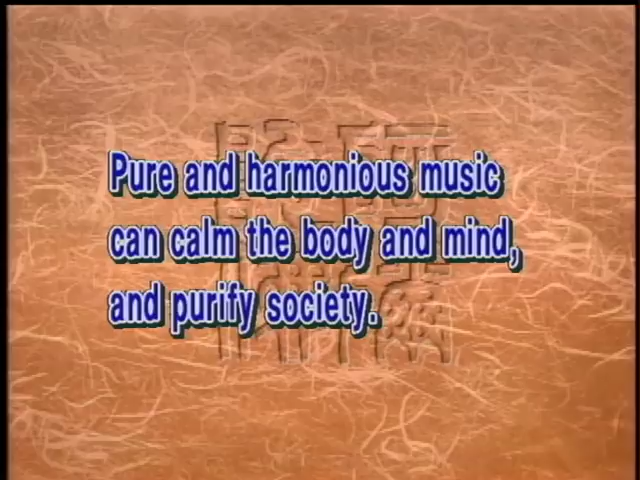 Pure and harmonious music
can calm the body and mind,
and purify society.